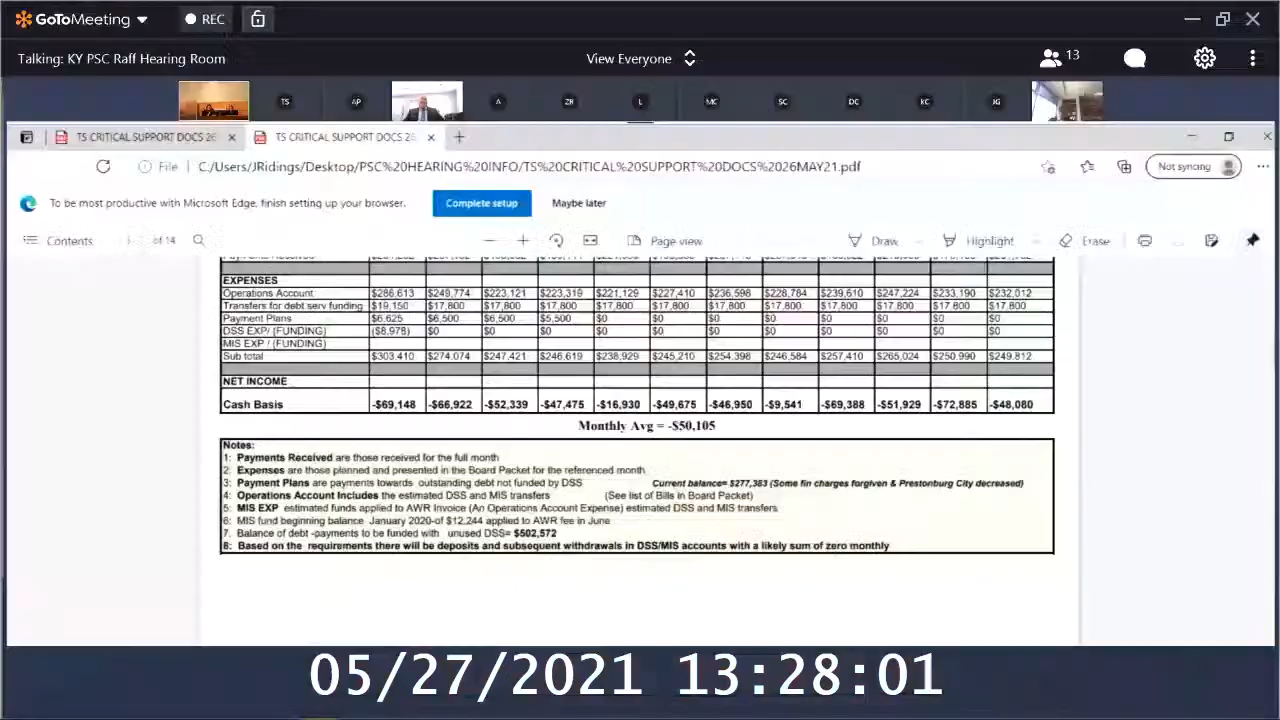 GoToMeeting REC
Talking: KY PSC Raff Hearing Room View Everyone 13
TS AP A ZR L MC SC DC KC JG
TS CRITICAL SUPPORT DOCS 26 TS CRITICAL SUPPORT DOCS 26
File C:/Users/JRidings/Desktop/PSC%20HEARING%20INFO/TS%20CRITICAL%20SUPPORT%20DOCS%2026MAY21.pdf Not syncing
To be most productive with Microsoft Edge, finish setting up your browser. Complete setup Maybe later
Contents of 14 Page view Draw Highlight Erase
EXPENSES
Operations Account $286,613 $249,774 $223,121 $223,319 $221,129 $227,410 $236,598 $228,784 $239,610 $247,224 $233,190 $232,012
Transfers for debt serv funding $19,150 $17,800 $17,800 $17,800 $17,800 $17,800 $17,800 $17,800 $17,800 $17,800 $17,800 $17,800
Payment Plans $6,625 $6,500 $6,500 $5,500 $0 $0 $0 $0 $0 $0 $0 $0
DSS EXP/ (FUNDING) ($8,978) $0 $0 $0 $0 $0 $0 $0 $0 $0 $0 $0
MIS EXP / (FUNDING)
Sub total $303,410 $274,074 $247,421 $246,619 $238,929 $245,210 $254,398 $246,584 $257,410 $265,024 $250,990 $249,812
NET INCOME
Cash Basis -$69,148 -$66,922 -$52,339 -$47,475 -$16,930 -$49,675 -$46,950 -$9,541 -$69,388 -$51,929 -$72,885 -$48,080
Monthly Avg = -$50,105
Notes:
1: Payments Received are those received for the full month
2: Expenses are those planned and presented in the Board Packet for the referenced month
3: Payment Plans are payments towards outstanding debt not funded by DSS Current balance= $277,383 (Some fin charges forgiven & Prestonburg City decreased)
4: Operations Account Includes the estimated DSS and MIS transfers (See list of Bills in Board Packet)
5: MIS EXP estimated funds applied to AWR Invoice (An Operations Account Expense) estimated DSS and MIS transfers
6: MIS fund beginning balance January 2020-of $12,244 applied to AWR fee in June
7. Balance of debt -payments to be funded with unused DSS= $502,572
8: Based on the requirements there will be deposits and subsequent withdrawals in DSS/MIS accounts with a likely sum of zero monthly
05/27/2021 13:28:01